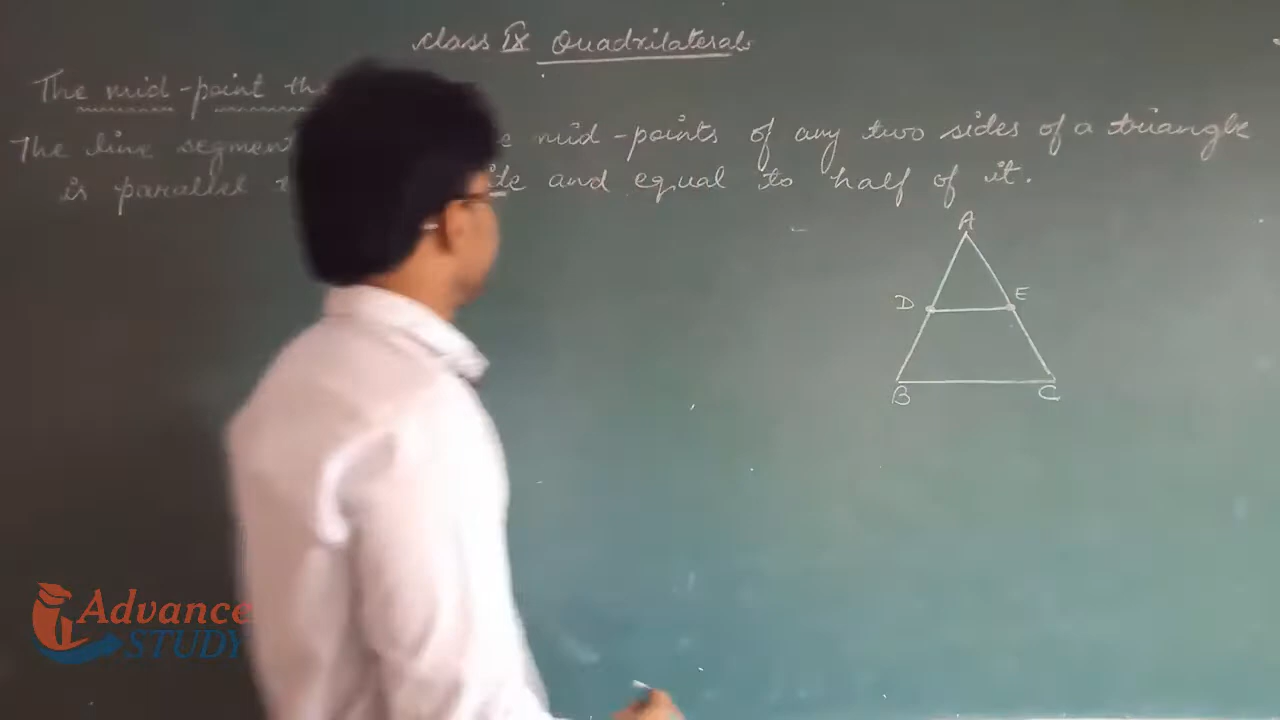 class IX Quadrilaterals
The mid-point the
The line segment mid-points of any two sides of a triangle
is parallel and equal to half of it.
A
D E
B C
Advance
STUDY